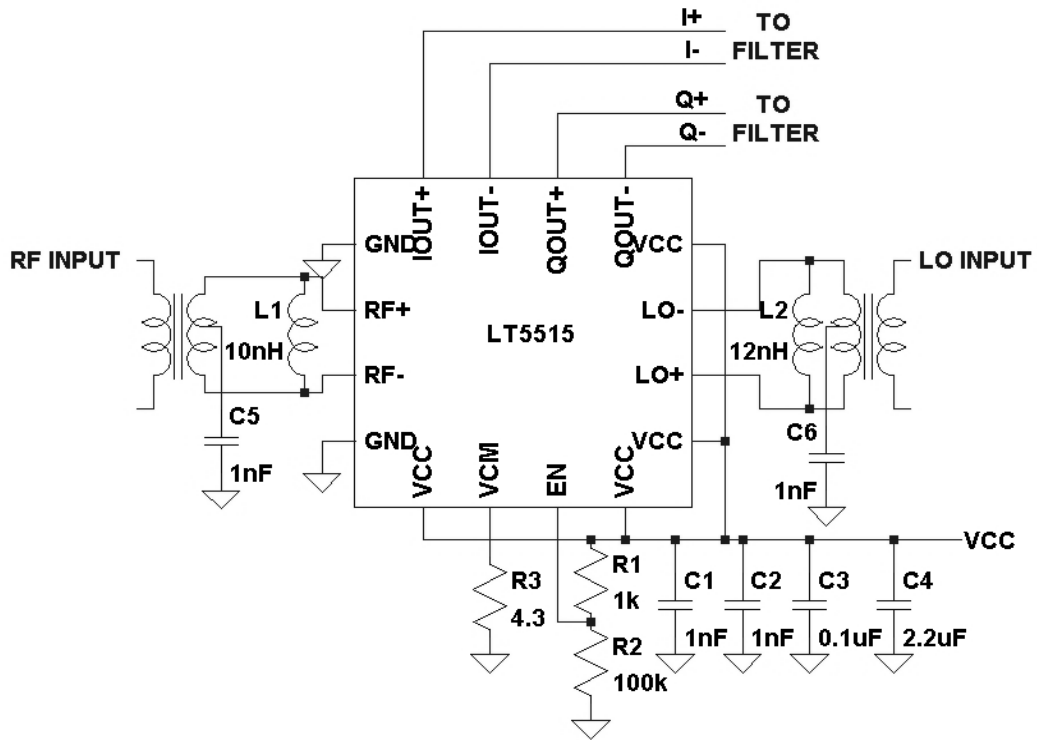 I+
TO
I-
FILTER
Q+
TO
Q-
FILTER
IOUT+
IOUT-
QOUT+
QOUT-
GND
VCC
RF INPUT
LO INPUT
L1
RF+
LO-
L2
LT5515
10nH
12nH
RF-
LO+
C5
C6
GND
VCC
1nF
VCC
VCM
EN
VCC
1nF
VCC
R3
R1
C1
C2
C3
C4
4.3
1k
1nF
1nF
0.1uF
2.2uF
R2
100k